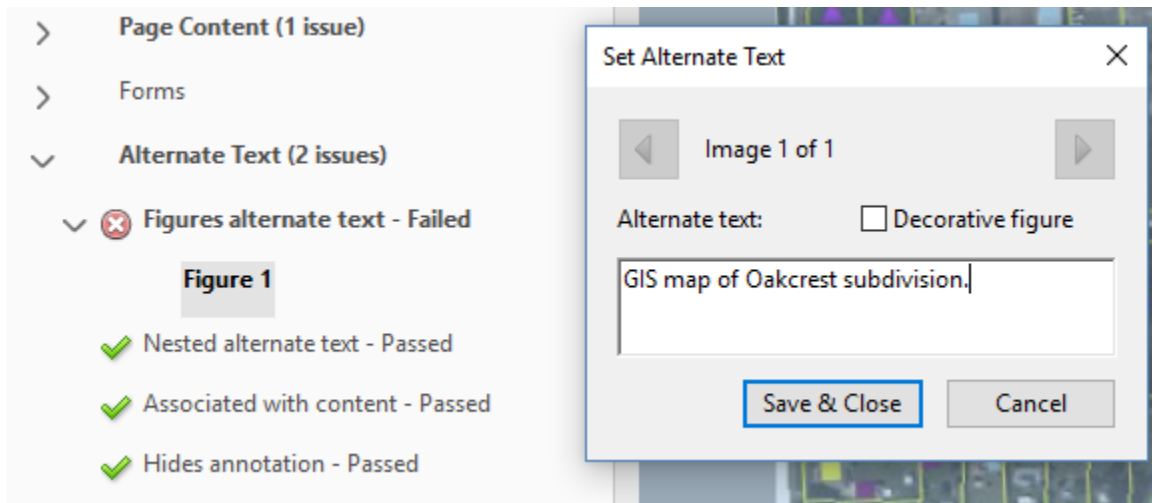 Page Content (1 issue)
Forms
Alternate Text (2 issues)
Figures alternate text - Failed
Figure 1
Nested alternate text - Passed
Associated with content - Passed
Hides annotation - Passed
Set Alternate Text
Image 1 of 1
Alternate text:
Decorative figure
GIS map of Oakcrest subdivision.
Save & Close
Cancel